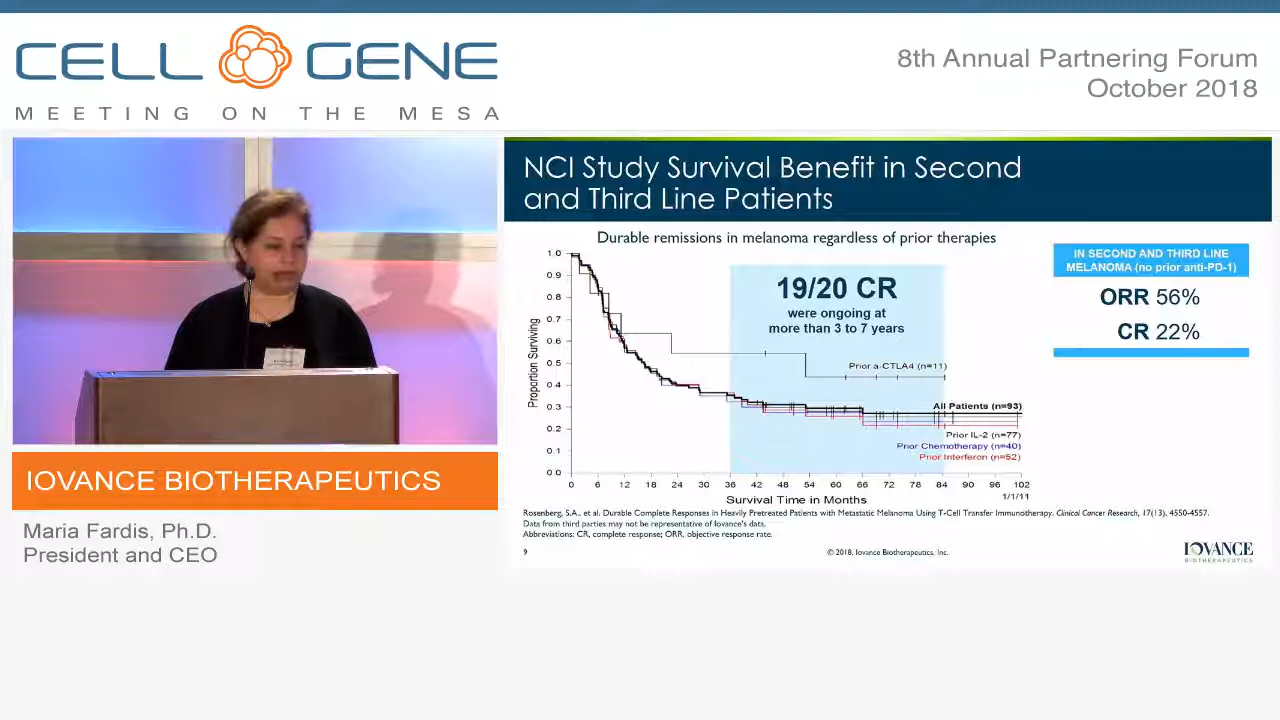 CELL GENE
MEETING ON THE MESA
8th Annual Partnering Forum
October 2018
NCI Study Survival Benefit in Second
and Third Line Patients
Durable remissions in melanoma regardless of prior therapies
Proportion Surviving
1.0
0.9
0.8
0.7
0.6
0.5
0.4
0.3
0.2
0.1
0.0
19/20 CR
were ongoing at
more than 3 to 7 years
Prior a-CTLA4 (n=11)
All Patients (n=93)
Prior IL-2 (n=77)
Prior Chemotherapy (n=40)
Prior Interferon (n=52)
0 6 12 18 24 30 36 42 48 54 60 66 72 78 84 90 96 102
Survival Time in Months
1/1/11
IN SECOND AND THIRD LINE
MELANOMA (no prior anti-PD-1)
ORR 56%
CR 22%
Rosenberg, S.A., et al. Durable Complete Responses in Heavily Pretreated Patients with Metastatic Melanoma Using T-Cell Transfer Immunotherapy. Clinical Cancer Research, 17(13), 4550-4557.
Data from third parties may not be representative of Iovance's data.
Abbreviations: CR, complete response; ORR, objective response rate.
9
© 2018, Iovance Biotherapeutics, Inc.
IOVANCE
BIOTHERAPEUTICS
IOVANCE BIOTHERAPEUTICS
Maria Fardis, Ph.D.
President and CEO